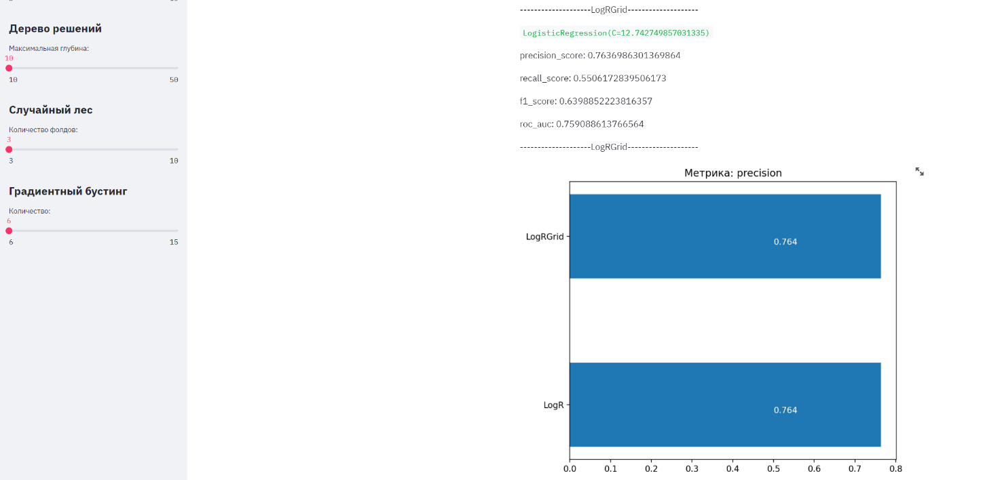 Дерево решений
Максимальная глубина:
10
10 50
Случайный лес
Количество фолдов:
3
3 10
Градиентный бустинг
Количество:
6
6 15
--------------------LogRGrid--------------------
LogisticRegression(C=12.742749857031335)
precision_score: 0.7636986301369864
recall_score: 0.5506172839506173
f1_score: 0.6398852223816357
roc_auc: 0.759088613766564
--------------------LogRGrid--------------------
Метрика: precision
LogRGrid
0.764
LogR
0.764
0.0 0.1 0.2 0.3 0.4 0.5 0.6 0.7 0.8